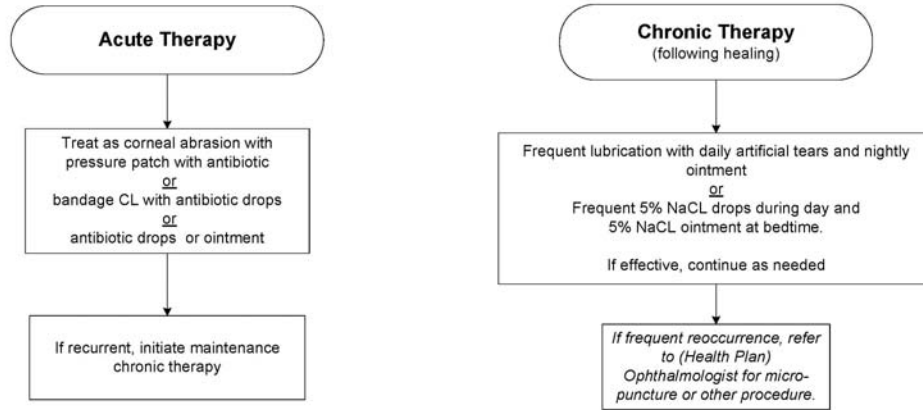 Acute Therapy
Treat as corneal abrasion with
pressure patch with antibiotic
or
bandage CL with antibiotic drops
or
antibiotic drops or ointment
If recurrent, initiate maintenance
chronic therapy
Chronic Therapy
(following healing)
Frequent lubrication with daily artificial tears and nightly
ointment
or
Frequent 5% NaCL drops during day and
5% NaCL ointment at bedtime.
If effective, continue as needed
If frequent reoccurrence, refer
to (Health Plan)
Ophthalmologist for micro-
puncture or other procedure.